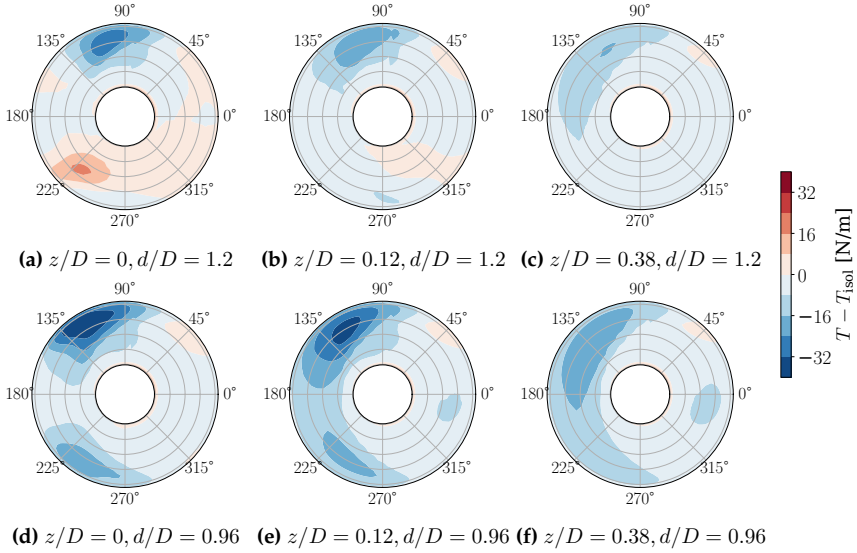 90° 90° 90°
135° 45° 135° 45° 135° 45°
180° 0° 180° 0° 180° 0°
225° 315° 225° 315° 225° 315°
270° 270° 270°
(a) z/D = 0, d/D = 1.2 (b) z/D = 0.12, d/D = 1.2 (c) z/D = 0.38, d/D = 1.2
90° 90° 90°
135° 45° 135° 45° 135° 45°
180° 0° 180° 0° 180° 0°
225° 315° 225° 315° 225° 315°
270° 270° 270°
(d) z/D = 0, d/D = 0.96 (e) z/D = 0.12, d/D = 0.96 (f) z/D = 0.38, d/D = 0.96
32
16
0
−16
−32
T − T_isol [N/m]